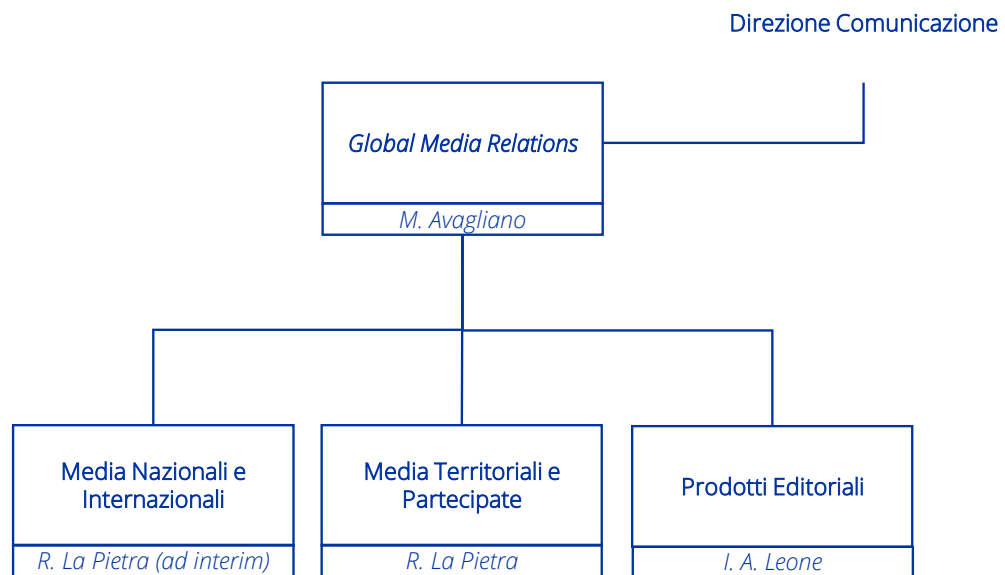 Direzione Comunicazione
Global Media Relations
M. Avagliano
Media Nazionali e
Internazionali
R. La Pietra (ad interim)
Media Territoriali e
Partecipate
R. La Pietra
Prodotti Editoriali
I. A. Leone